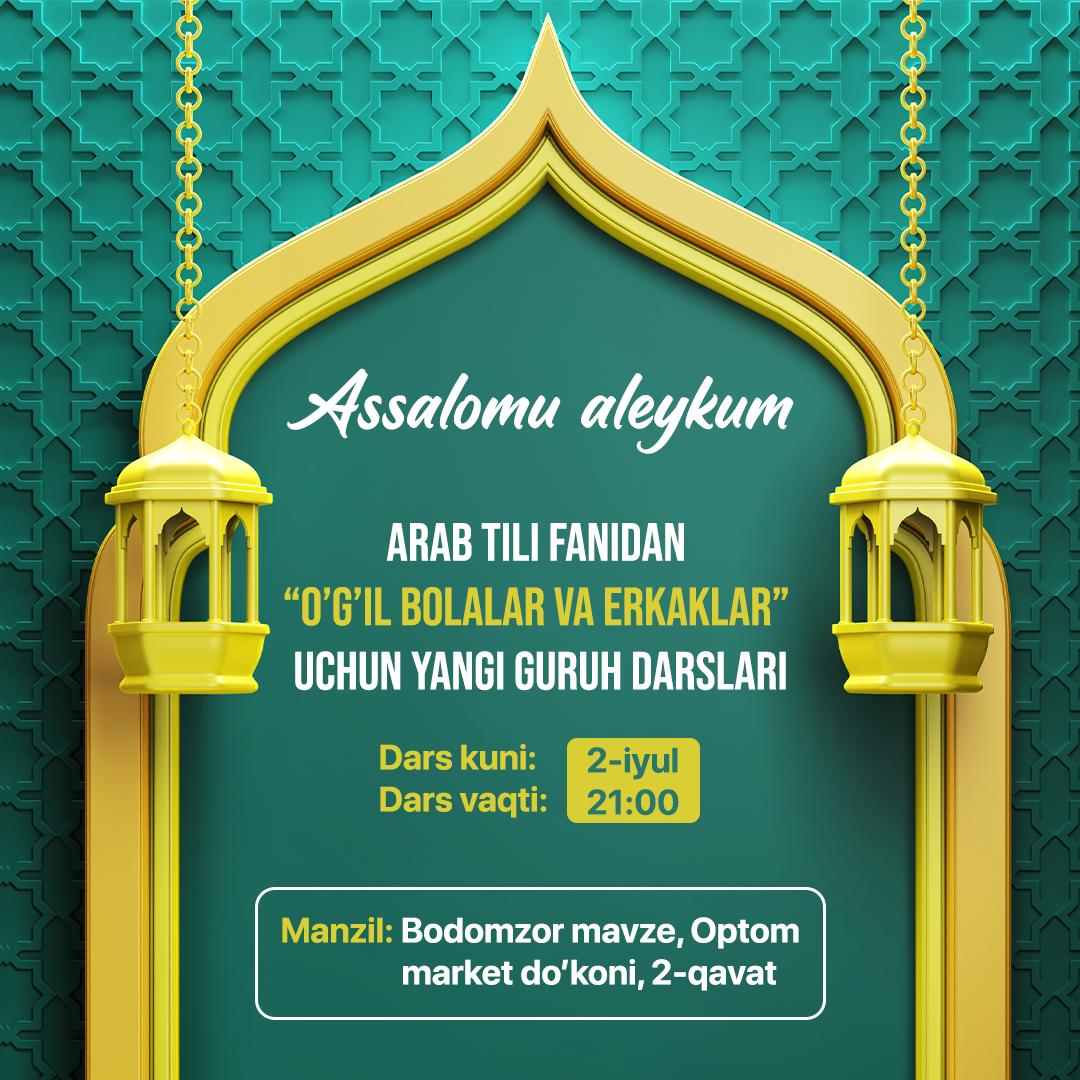 Assalomu aleykum
ARAB TILI FANIDAN
“O’G’IL BOLALAR VA ERKAKLAR”
UCHUN YANGI GURUH DARSLARI
Dars kuni: 2-iyul
Dars vaqti: 21:00
Manzil: Bodomzor mavze, Optom
market do’koni, 2-qavat